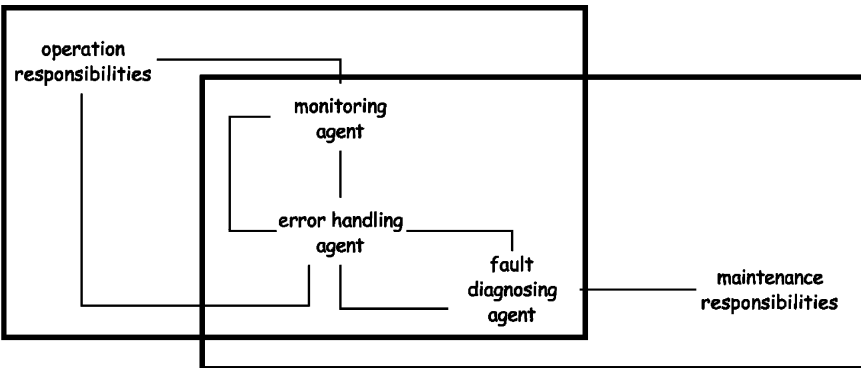 operation
responsibilities
monitoring
agent
error handling
agent
fault
diagnosing
agent
maintenance
responsibilities